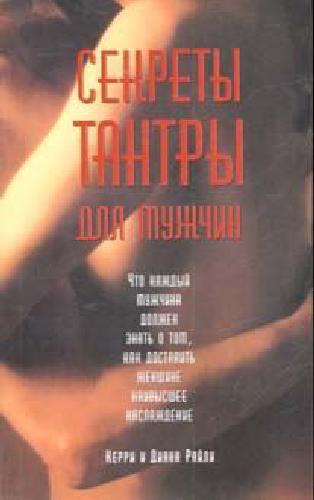 СЕКРЕТЫ
ТАНТРЫ
ДЛЯ МУЖЧИН
ЧТО КАЖДЫЙ
МУЖЧИНА
ДОЛЖЕН
ЗНАТЬ О ТОМ,
КАК ДОСТАВИТЬ
ЖЕНЩИНЕ
НАИВЫСШЕЕ
НАСЛАЖДЕНИЕ
КЕРРИ И ДИАНА РАЙЛИ